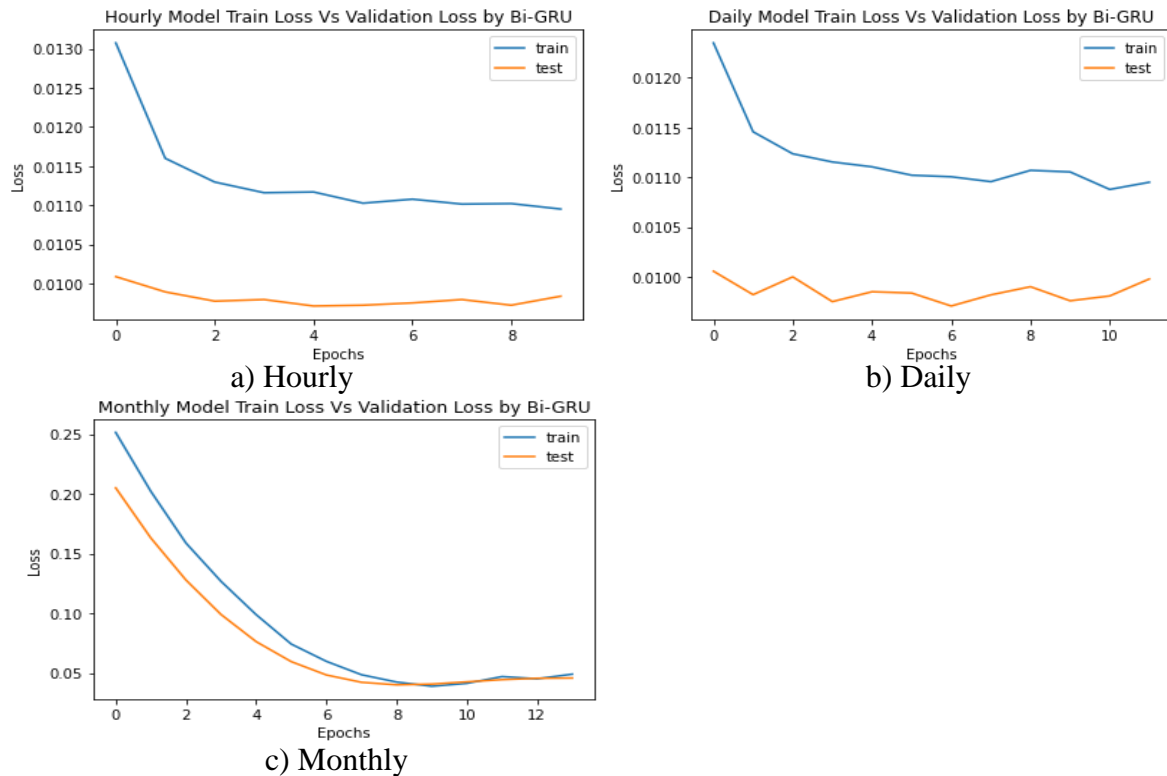 Hourly Model Train Loss Vs Validation Loss by Bi-GRU
train
test
0.0130
0.0125
0.0120
0.0115
0.0110
0.0105
0.0100
Loss
0 2 4 6 8
Epochs
a) Hourly
Daily Model Train Loss Vs Validation Loss by Bi-GRU
train
test
0.0120
0.0115
0.0110
0.0105
0.0100
Loss
0 2 4 6 8 10
Epochs
b) Daily
Monthly Model Train Loss Vs Validation Loss by Bi-GRU
train
test
0.25
0.20
0.15
0.10
0.05
Loss
0 2 4 6 8 10 12
Epochs
c) Monthly